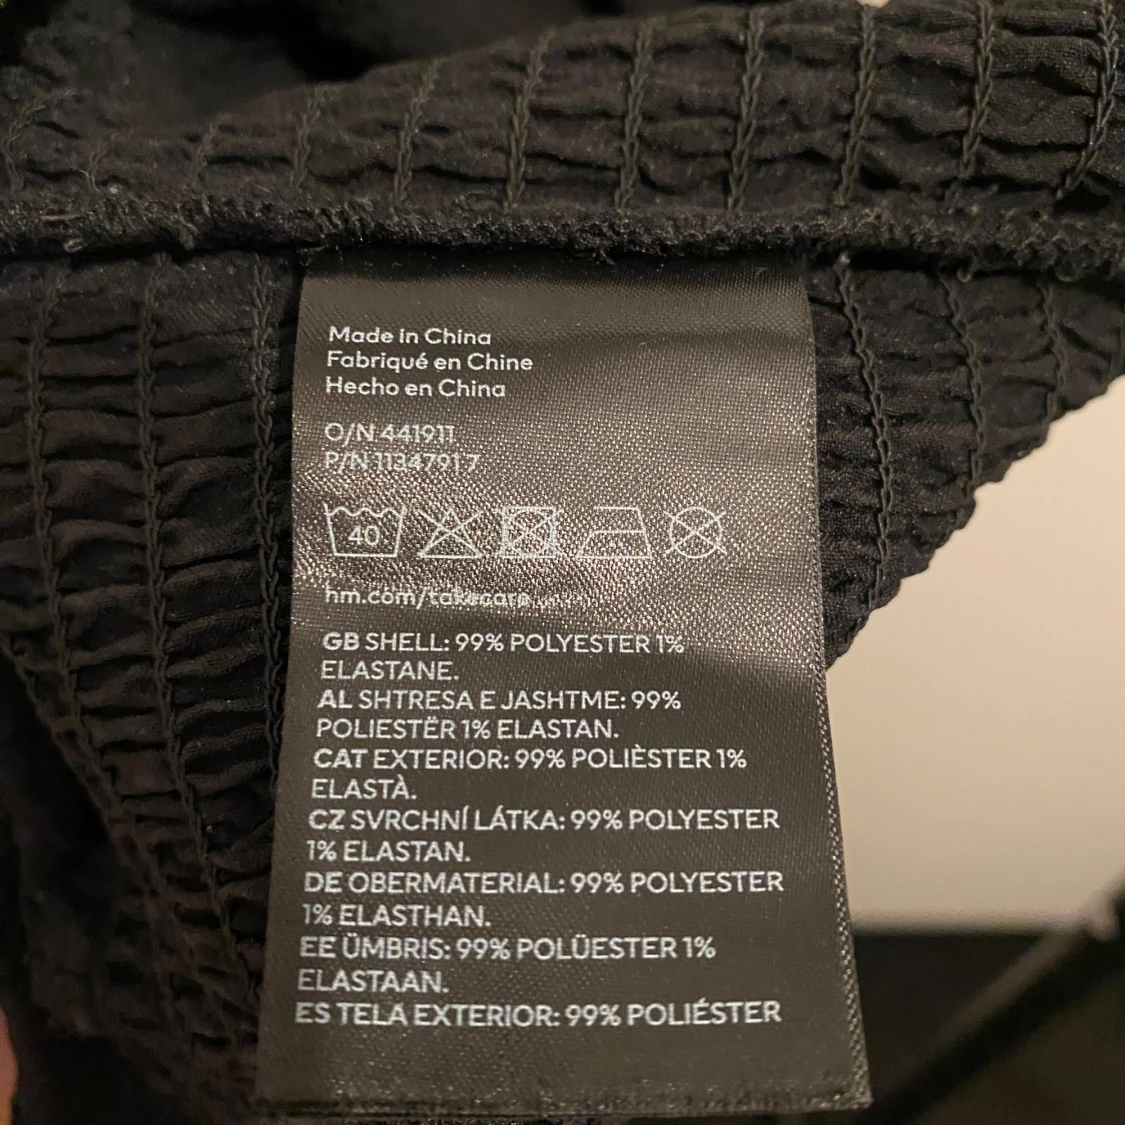 Made in China
Fabriqué en Chine
Hecho en China
O/N 441911
P/N 11347917
40
hm.com/takecare
GB SHELL: 99% POLYESTER 1%
ELASTANE.
AL SHTRESA E JASHTME: 99%
POLIESTËR 1% ELASTAN.
CAT EXTERIOR: 99% POLIÈSTER 1%
ELASTÀ.
CZ SVRCHNÍ LÁTKA: 99% POLYESTER
1% ELASTAN.
DE OBERMATERIAL: 99% POLYESTER
1% ELASTHAN.
EE ÜMBRIS: 99% POLÜESTER 1%
ELASTAAN.
ES TELA EXTERIOR: 99% POLIÉSTER